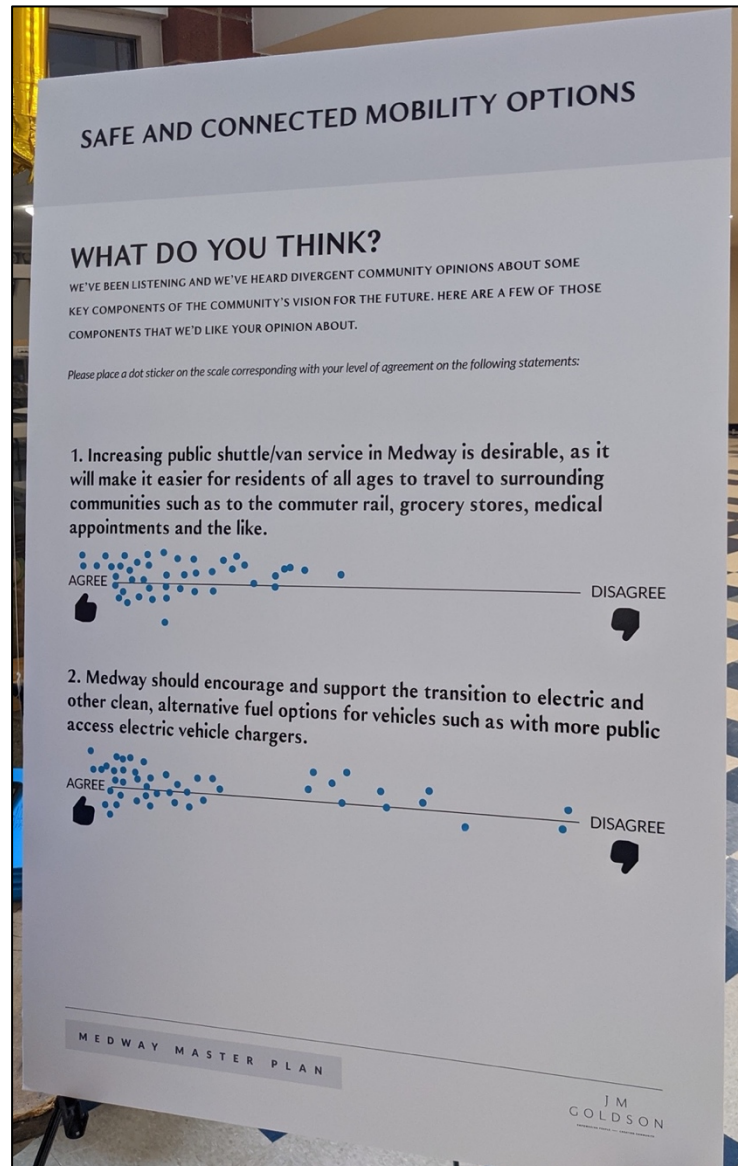 SAFE AND CONNECTED MOBILITY OPTIONS
WHAT DO YOU THINK?
WE'VE BEEN LISTENING AND WE'VE HEARD DIVERGENT COMMUNITY OPINIONS ABOUT SOME
KEY COMPONENTS OF THE COMMUNITY'S VISION FOR THE FUTURE. HERE ARE A FEW OF THOSE
COMPONENTS THAT WE'D LIKE YOUR OPINION ABOUT.
Please place a dot sticker on the scale corresponding with your level of agreement on the following statements:
1. Increasing public shuttle/van service in Medway is desirable, as it
will make it easier for residents of all ages to travel to surrounding
communities such as to the commuter rail, grocery stores, medical
appointments and the like.
AGREE
DISAGREE
2. Medway should encourage and support the transition to electric and
other clean, alternative fuel options for vehicles such as with more public
access electric vehicle chargers.
AGREE
DISAGREE
MEDWAY MASTER PLAN
JM
GOLDSON